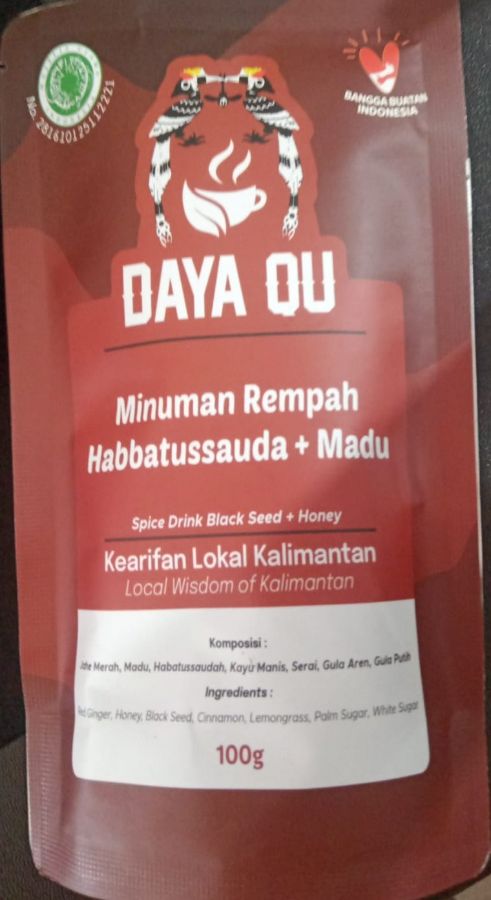 No. 281610125112221
BANGGA BUATAN
INDONESIA
DAYA QU
Minuman Rempah
Habbatussauda + Madu
Spice Drink Black Seed + Honey
Kearifan Lokal Kalimantan
Local Wisdom of Kalimantan
Komposisi :
Jahe Merah, Madu, Habatussaudah, Kayu Manis, Serai, Gula Aren, Gula Putih
Ingredients :
Red Ginger, Honey, Black Seed, Cinnamon, Lemongrass, Palm Sugar, White Sugar
100g